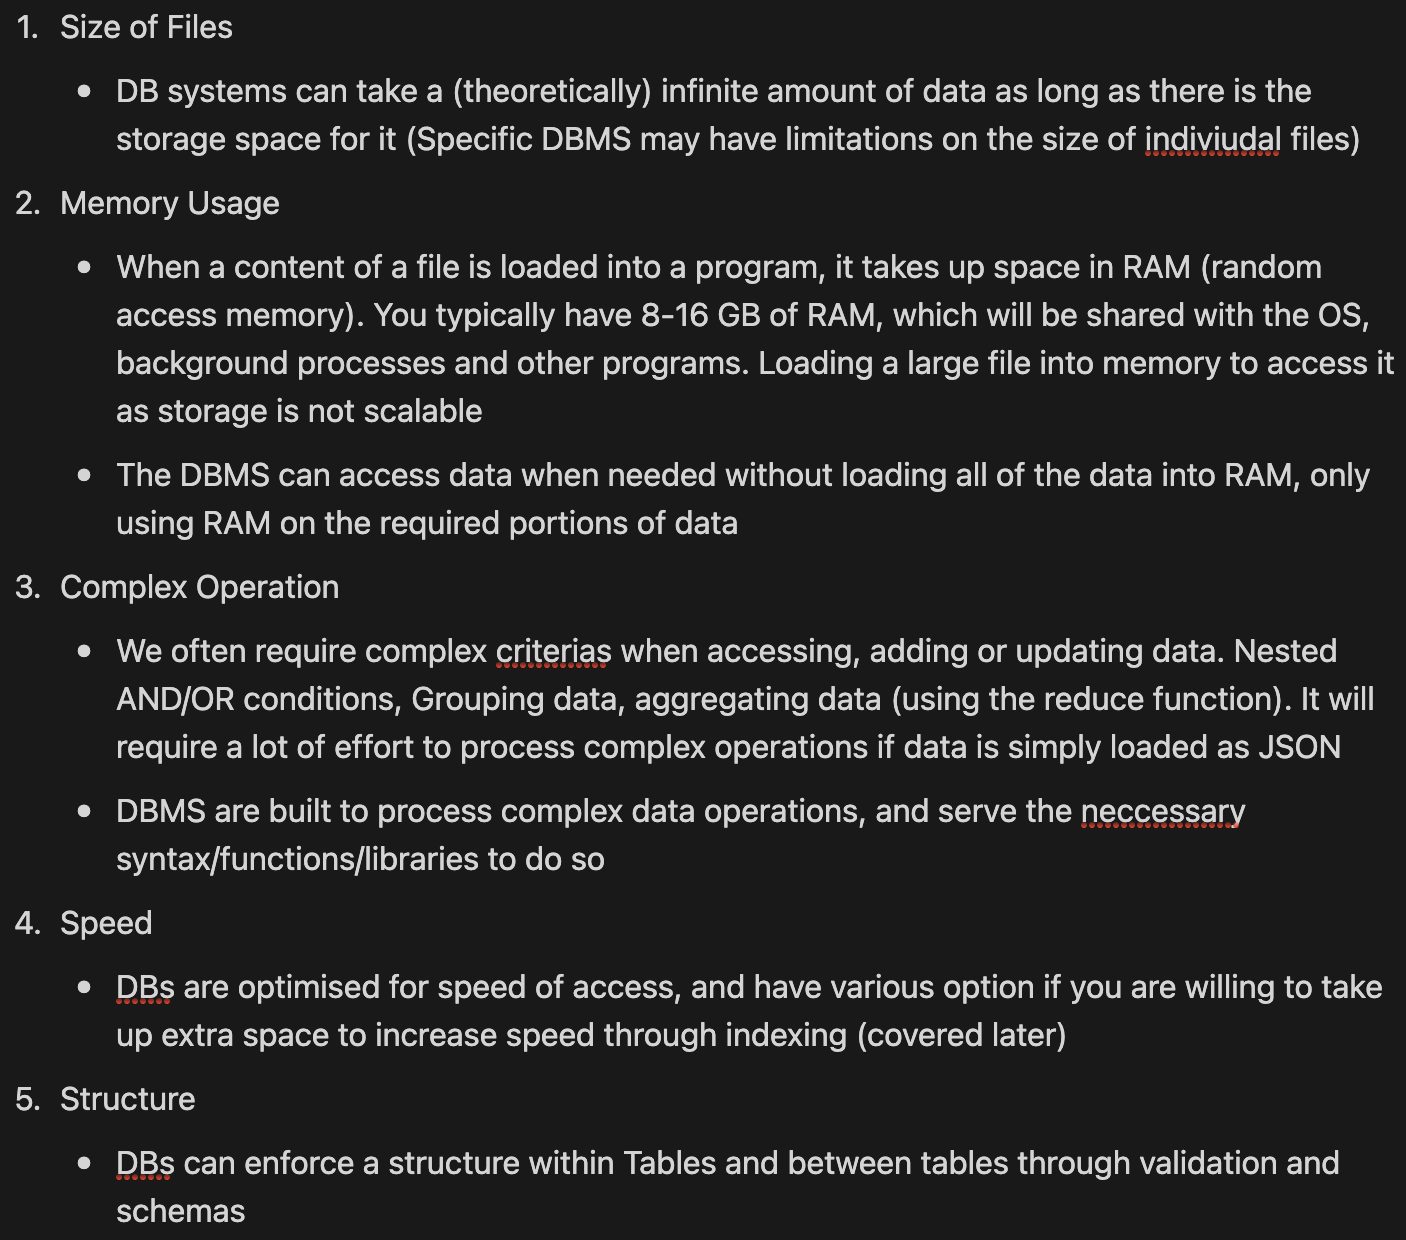 1. Size of Files
• DB systems can take a (theoretically) infinite amount of data as long as there is the
storage space for it (Specific DBMS may have limitations on the size of indiviudal files)
2. Memory Usage
• When a content of a file is loaded into a program, it takes up space in RAM (random
access memory). You typically have 8-16 GB of RAM, which will be shared with the OS,
background processes and other programs. Loading a large file into memory to access it
as storage is not scalable
• The DBMS can access data when needed without loading all of the data into RAM, only
using RAM on the required portions of data
3. Complex Operation
• We often require complex criterias when accessing, adding or updating data. Nested
AND/OR conditions, Grouping data, aggregating data (using the reduce function). It will
require a lot of effort to process complex operations if data is simply loaded as JSON
• DBMS are built to process complex data operations, and serve the neccessary
syntax/functions/libraries to do so
4. Speed
• DBs are optimised for speed of access, and have various option if you are willing to take
up extra space to increase speed through indexing (covered later)
5. Structure
• DBs can enforce a structure within Tables and between tables through validation and
schemas